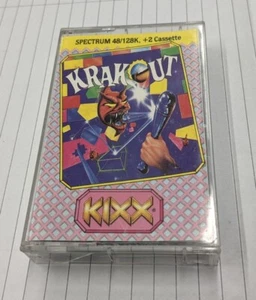 SPECTRUM 48/128K, +2 Cassette
KRAKOUT
KIXX